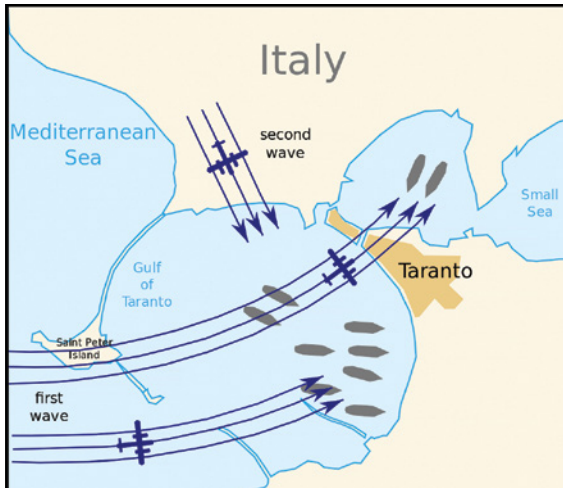 Italy
Mediterranean
Sea
second
wave
Small
Sea
Gulf
of
Taranto
Taranto
Saint Peter
Island
first
wave